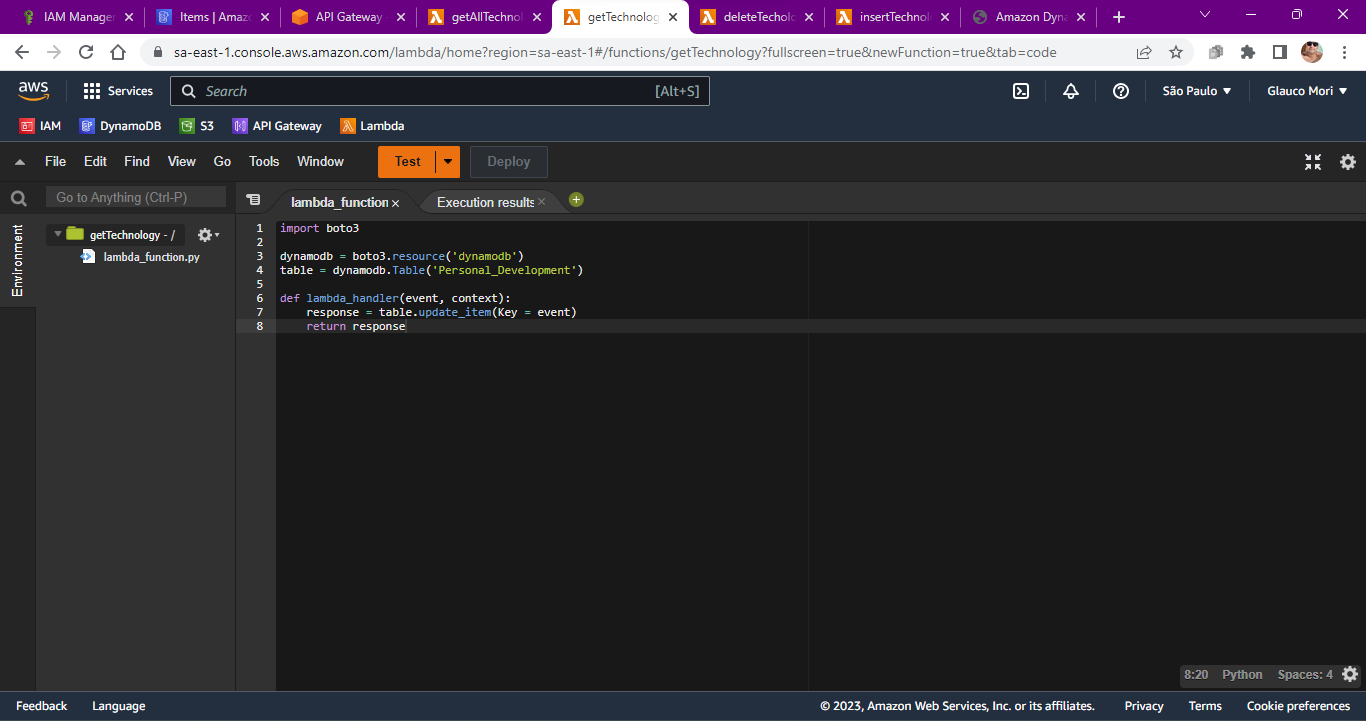 IAM Manager
Items | Amaz
API Gateway
getAllTechnol
getTechnolog
deleteTecholo
insertTechnol
Amazon Dyna
sa-east-1.console.aws.amazon.com/lambda/home?region=sa-east-1#/functions/getTechnology?fullscreen=true&newFunction=true&tab=code
aws Services Search [Alt+S] São Paulo Glauco Mori
IAM DynamoDB S3 API Gateway Lambda
File Edit Find View Go Tools Window Test Deploy
Go to Anything (Ctrl-P)
lambda_function Execution results
Environment
getTechnology - /
lambda_function.py
1 import boto3
2
3 dynamodb = boto3.resource('dynamodb')
4 table = dynamodb.Table('Personal_Development')
5
6 def lambda_handler(event, context):
7 response = table.update_item(Key = event)
8 return response
8:20 Python Spaces: 4
Feedback Language © 2023, Amazon Web Services, Inc. or its affiliates. Privacy Terms Cookie preferences